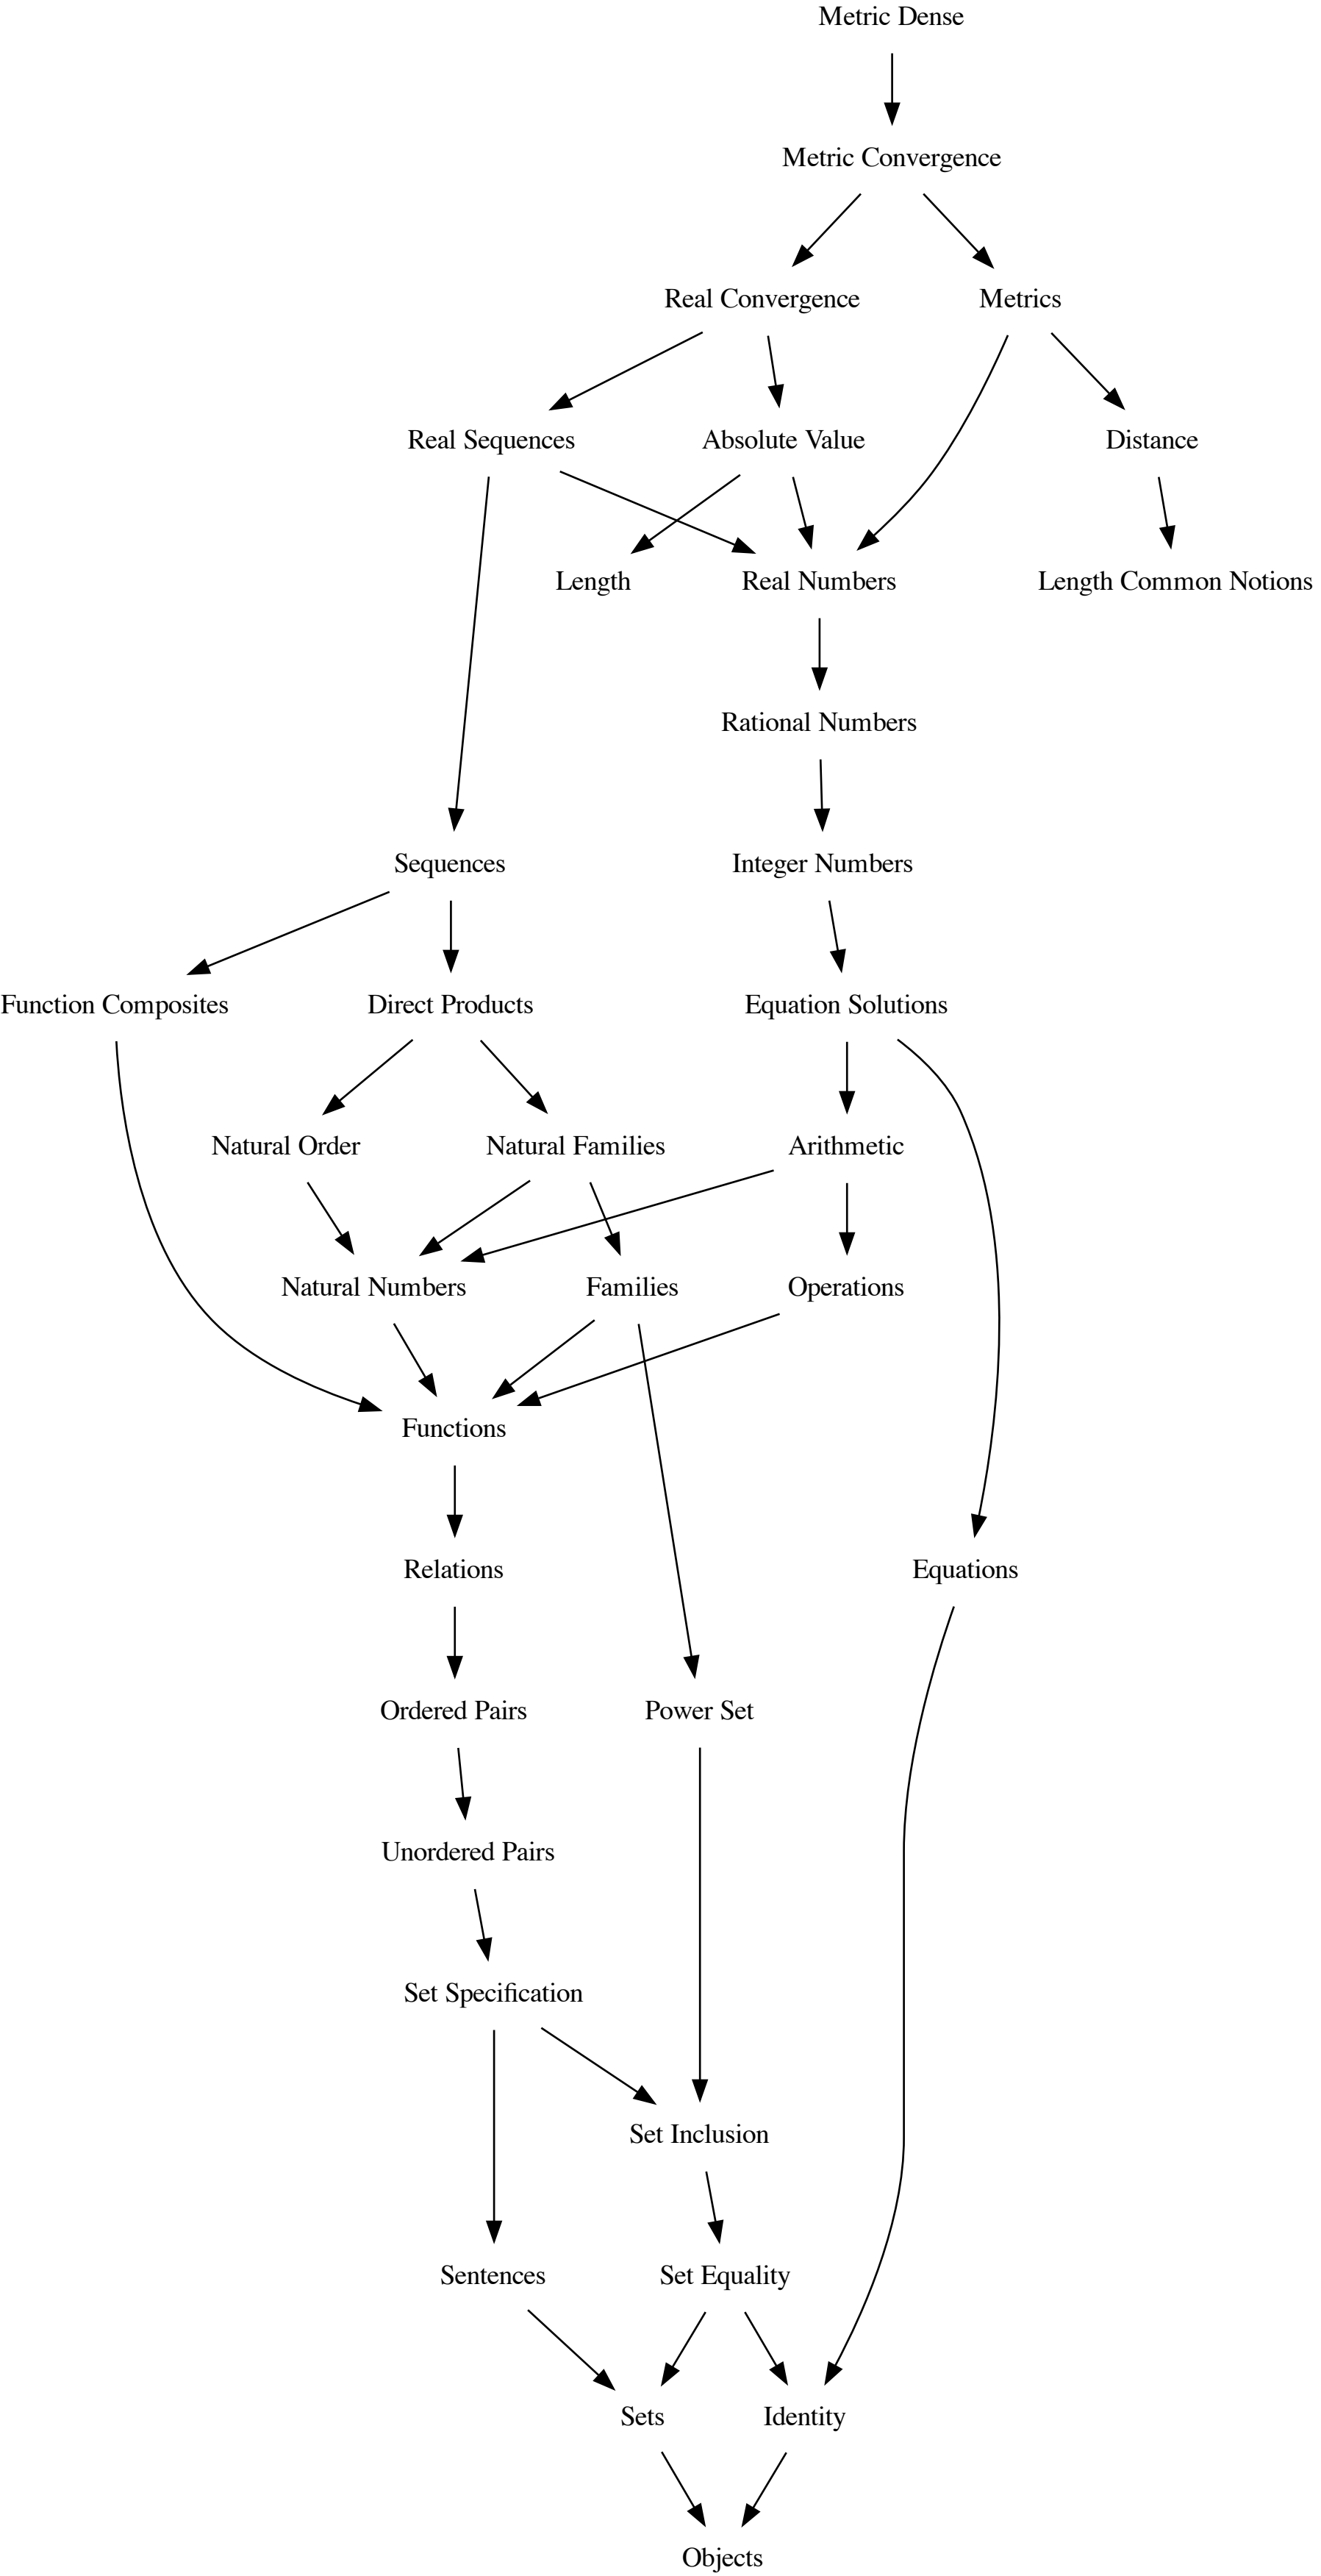 Metric Dense
Metric Convergence
Real Convergence
Metrics
Real Sequences
Absolute Value
Distance
Length
Real Numbers
Length Common Notions
Rational Numbers
Sequences
Integer Numbers
Function Composites
Direct Products
Equation Solutions
Natural Order
Natural Families
Arithmetic
Natural Numbers
Families
Operations
Functions
Relations
Equations
Ordered Pairs
Power Set
Unordered Pairs
Set Specification
Set Inclusion
Sentences
Set Equality
Sets
Identity
Objects